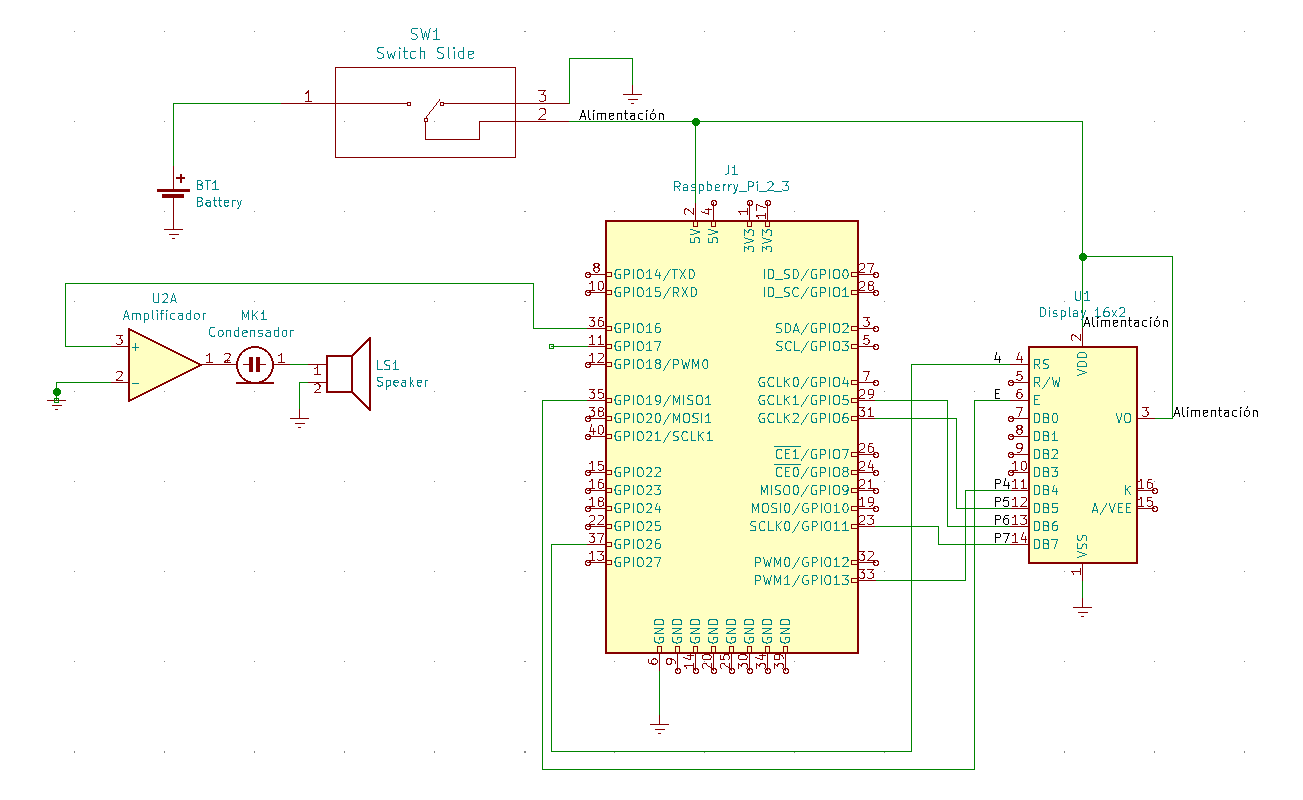 SW1
Switch Slide
1
3
2
Alimentación
BT1
Battery
J1
Raspberry_Pi_2_3
2
4
1
17
5V
5V
3V3
3V3
8
GPIO14/TXD
10
GPIO15/RXD
36
GPIO16
11
GPIO17
12
GPIO18/PWM0
35
GPIO19/MISO1
38
GPIO20/MOSI1
40
GPIO21/SCLK1
15
GPIO22
16
GPIO23
18
GPIO24
22
GPIO25
37
GPIO26
13
GPIO27
ID_SD/GPIO0
27
ID_SC/GPIO1
28
SDA/GPIO2
3
SCL/GPIO3
5
GCLK0/GPIO4
7
GCLK1/GPIO5
29
GCLK2/GPIO6
31
CE1/GPIO7
26
CE0/GPIO8
24
MISO0/GPIO9
21
MOSI0/GPIO10
19
SCLK0/GPIO11
23
PWM0/GPIO12
32
PWM1/GPIO13
33
GND
GND
GND
GND
GND
GND
GND
GND
6
9
14
20
25
30
34
39
U2A
Amplificador
3
+
2
-
1
MK1
Condensador
2
1
LS1
Speaker
1
2
U1
Display_16x2
Alimentación
2
VDD
4
4
RS
5
R/W
E
6
E
7
DB0
8
DB1
9
DB2
10
DB3
P4
11
DB4
P5
12
DB5
P6
13
DB6
P7
14
DB7
VO
3
Alimentación
K
16
A/VEE
15
VSS
1